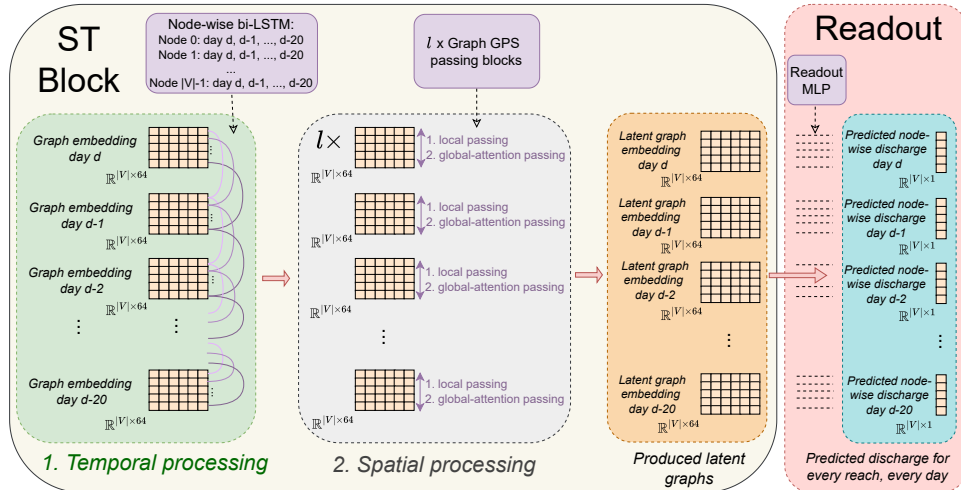 ST
Block
Node-wise bi-LSTM:
Node 0: day d, d-1, ..., d-20
Node 1: day d, d-1, ..., d-20
...
Node |V|-1: day d, d-1, ..., d-20
l x Graph GPS
passing blocks
Readout
Readout
MLP
Graph embedding
day d
ℝ^{|V|×64}
Graph embedding
day d-1
ℝ^{|V|×64}
Graph embedding
day d-2
ℝ^{|V|×64}
⋮
⋮
Graph embedding
day d-20
ℝ^{|V|×64}
1. Temporal processing
l×
1. local passing
2. global-attention passing
ℝ^{|V|×64}
1. local passing
2. global-attention passing
ℝ^{|V|×64}
1. local passing
2. global-attention passing
ℝ^{|V|×64}
⋮
1. local passing
2. global-attention passing
ℝ^{|V|×64}
2. Spatial processing
Latent graph
embedding
day d
ℝ^{|V|×64}
Latent graph
embedding
day d-1
ℝ^{|V|×64}
Latent graph
embedding
day d-2
ℝ^{|V|×64}
⋮
Latent graph
embedding
day d-20
ℝ^{|V|×64}
Produced latent
graphs
Predicted node-
wise discharge
day d
ℝ^{|V|×1}
Predicted node-
wise discharge
day d-1
ℝ^{|V|×1}
Predicted node-
wise discharge
day d-2
ℝ^{|V|×1}
⋮
Predicted node-
wise discharge
day d-20
ℝ^{|V|×1}
Predicted discharge for
every reach, every day